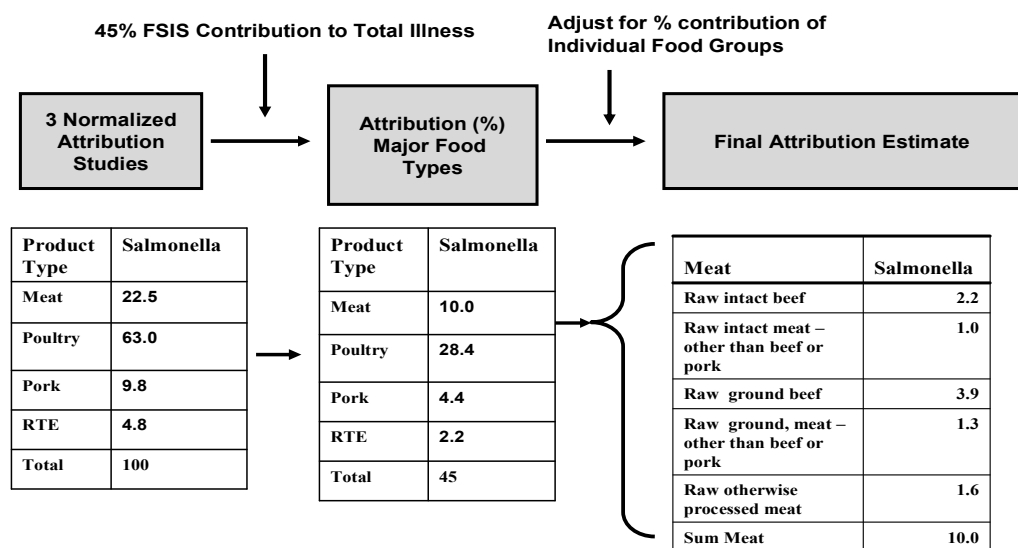 45% FSIS Contribution to Total Illness
Adjust for % contribution of
Individual Food Groups
3 Normalized
Attribution
Studies
Attribution (%)
Major Food
Types
Final Attribution Estimate
Product
Type
Salmonella
Meat
22.5
Poultry
63.0
Pork
9.8
RTE
4.8
Total
100
Product
Type
Salmonella
Meat
10.0
Poultry
28.4
Pork
4.4
RTE
2.2
Total
45
Meat
Salmonella
Raw intact beef
2.2
Raw intact meat –
other than beef or
pork
1.0
Raw ground beef
3.9
Raw ground, meat –
other than beef or
pork
1.3
Raw otherwise
processed meat
1.6
Sum Meat
10.0